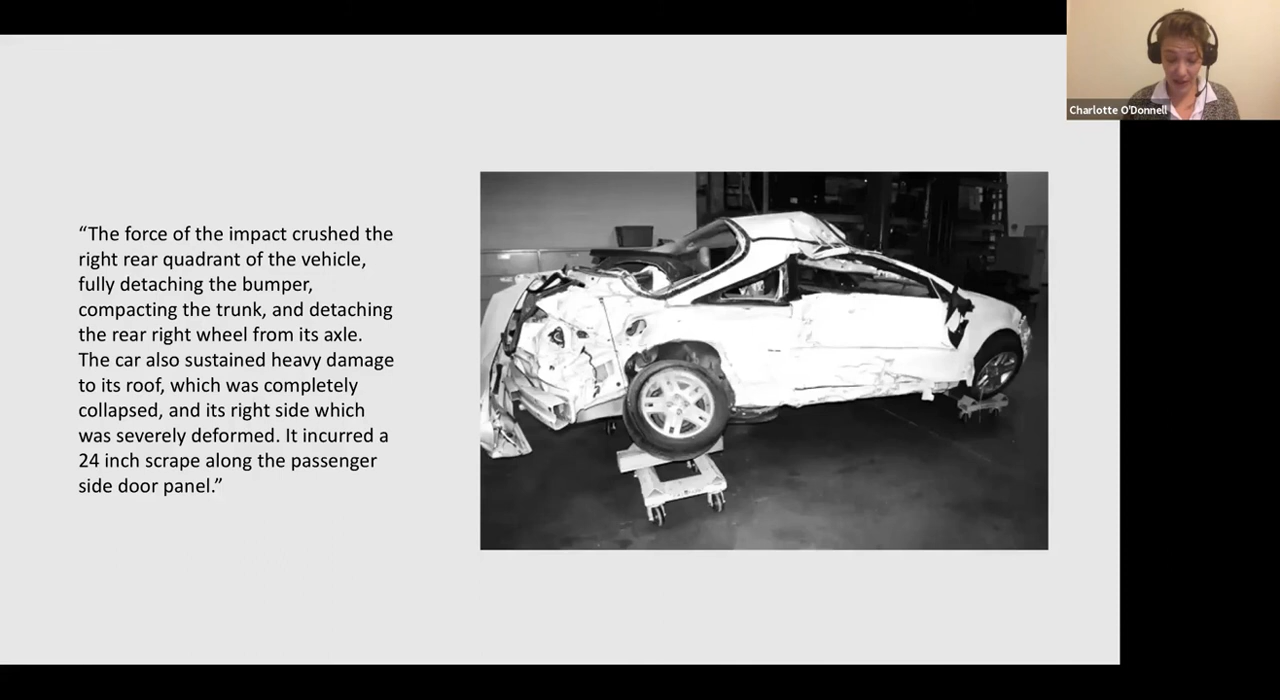 Charlotte O'Donnell
“The force of the impact crushed the
right rear quadrant of the vehicle,
fully detaching the bumper,
compacting the trunk, and detaching
the rear right wheel from its axle.
The car also sustained heavy damage
to its roof, which was completely
collapsed, and its right side which
was severely deformed. It incurred a
24 inch scrape along the passenger
side door panel.”